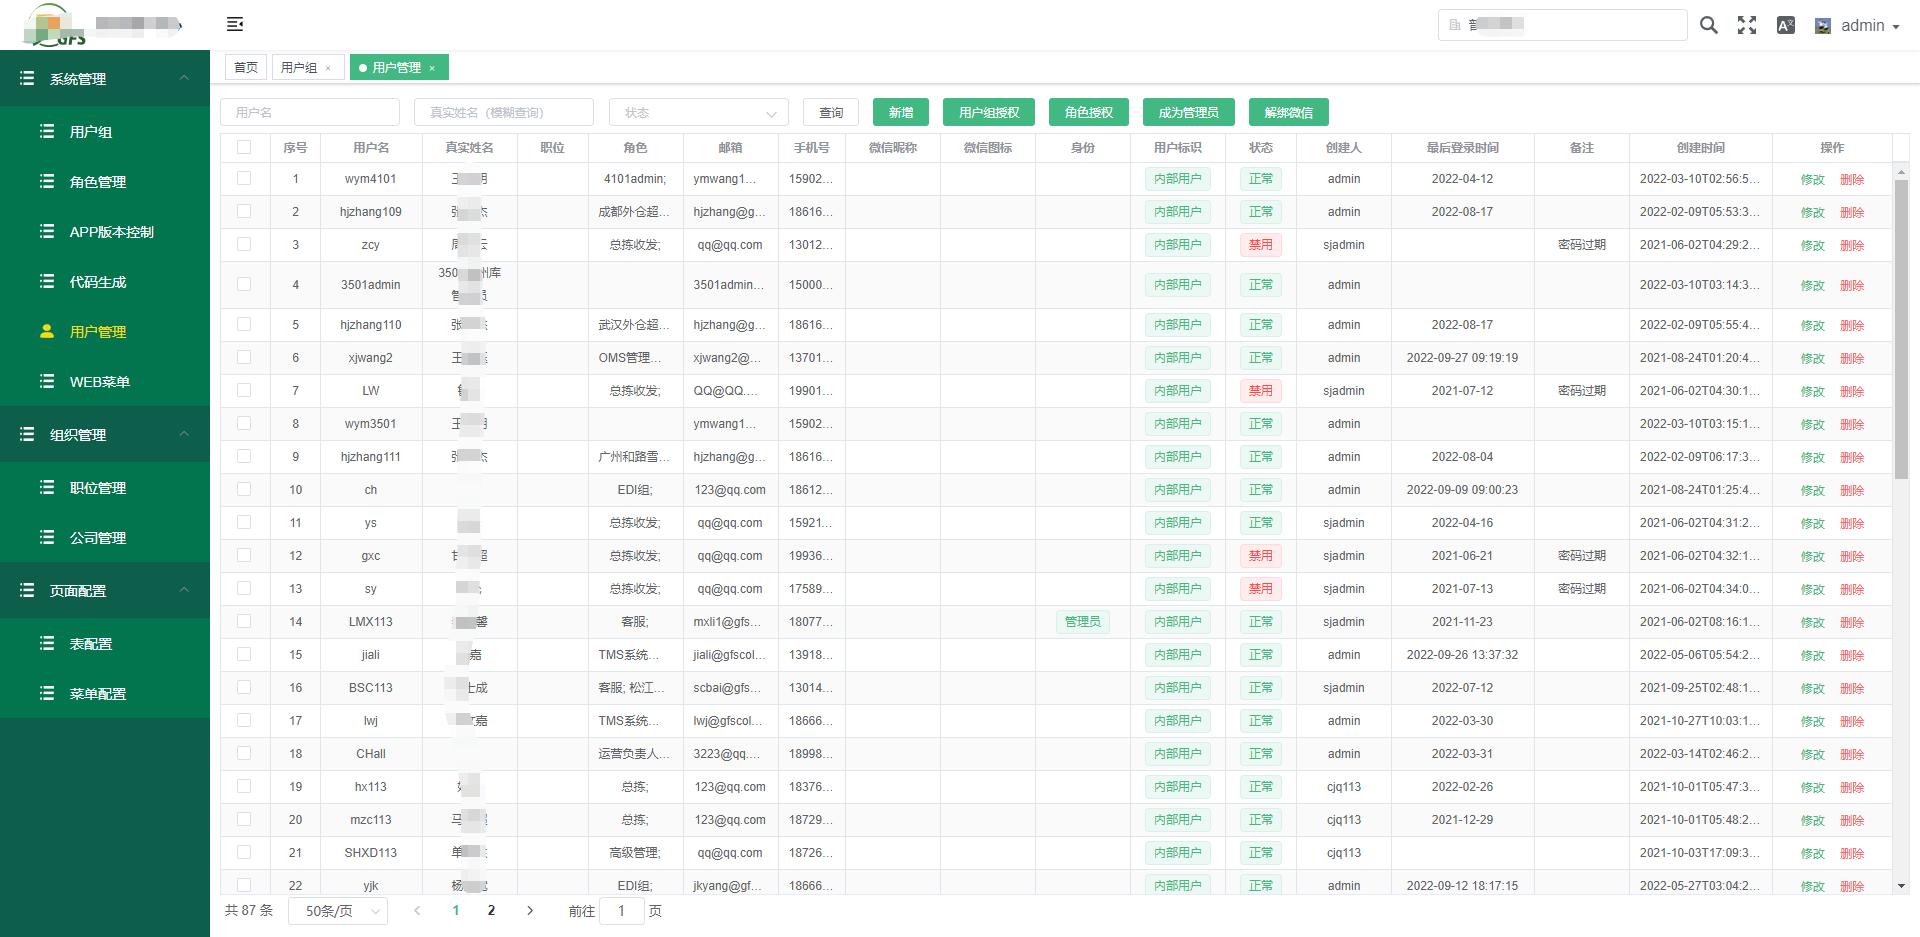 GFS
admin
首页
用户组 ×
用户管理 ×
系统管理
用户组
角色管理
APP版本控制
代码生成
用户管理
WEB菜单
组织管理
职位管理
公司管理
页面配置
表配置
菜单配置
用户名 真实姓名（模糊查询） 状态 查询 新增 用户组授权 角色授权 成为管理员 解绑微信
序号 用户名 真实姓名 职位 角色 邮箱 手机号 微信昵称 微信图标 身份 用户标识 状态 创建人 最后登录时间 备注 创建时间 操作
1 wym4101 4101admin; ymwang1... 15902... 内部用户 正常 admin 2022-04-12 2022-03-10T02:56:5... 修改 删除
2 hjzhang109 张 杰 成都外仓超... hjzhang@g... 18616... 内部用户 正常 admin 2022-08-17 2022-02-09T05:53:3... 修改 删除
3 zcy 云 总拣收发; qq@qq.com 13012... 内部用户 禁用 sjadmin 密码过期 2021-06-02T04:29:2... 修改 删除
4 3501admin 350 州库 管 员 3501admin... 15000... 内部用户 正常 admin 2022-03-10T03:14:3... 修改 删除
5 hjzhang110 张 武汉外仓超... hjzhang@g... 18616... 内部用户 正常 admin 2022-08-17 2022-02-09T05:55:4... 修改 删除
6 xjwang2 王 OMS管理... xjwang2@... 13701... 内部用户 正常 admin 2022-09-27 09:19:19 2021-08-24T01:20:4... 修改 删除
7 LW 总拣收发; QQ@QQ.... 19901... 内部用户 禁用 sjadmin 2021-07-12 密码过期 2021-06-02T04:30:1... 修改 删除
8 wym3501 ymwang1... 15902... 内部用户 正常 admin 2022-03-10T03:15:1... 修改 删除
9 hjzhang111 张 杰 广州和路雪... hjzhang@g... 18616... 内部用户 正常 admin 2022-08-04 2022-02-09T06:17:3... 修改 删除
10 ch EDI组; 123@qq.com 18612... 内部用户 正常 admin 2022-09-09 09:00:23 2021-08-24T01:25:4... 修改 删除
11 ys 总拣收发; qq@qq.com 15921... 内部用户 正常 sjadmin 2022-04-16 2021-06-02T04:31:2... 修改 删除
12 gxc 超 总拣收发; qq@qq.com 19936... 内部用户 禁用 sjadmin 2021-06-21 密码过期 2021-06-02T04:32:1... 修改 删除
13 sy 总拣收发; qq@qq.com 17589... 内部用户 禁用 sjadmin 2021-07-13 密码过期 2021-06-02T04:34:0... 修改 删除
14 LMX113 馨 客服; mxli1@gfs... 18077... 管理员 内部用户 正常 sjadmin 2021-11-23 2021-06-02T08:16:1... 修改 删除
15 jiali 嘉 TMS系统... jiali@gfscol... 13918... 内部用户 正常 admin 2022-09-26 13:37:32 2022-05-06T05:54:2... 修改 删除
16 BSC113 士成 客服; 松江... scbai@gfs... 13014... 内部用户 正常 sjadmin 2022-07-12 2021-09-25T02:48:1... 修改 删除
17 lwj 嘉 TMS系统... lwj@gfscol... 18666... 内部用户 正常 admin 2022-03-30 2021-10-27T10:03:1... 修改 删除
18 CHall 运营负责人... 3223@qq.... 18998... 内部用户 正常 admin 2022-03-31 2022-03-14T02:46:2... 修改 删除
19 hx113 总拣; 123@qq.com 18376... 内部用户 正常 cjq113 2022-02-26 2021-10-01T05:47:3... 修改 删除
20 mzc113 马 总拣; 123@qq.com 18729... 内部用户 正常 cjq113 2021-12-29 2021-10-01T05:48:2... 修改 删除
21 SHXD113 单 高级管理; qq@qq.com 18726... 内部用户 正常 cjq113 2021-10-03T17:09:3... 修改 删除
22 yjk 杨 EDI组; jkyang@gf... 18666... 内部用户 正常 admin 2022-09-12 18:17:15 2022-05-27T03:04:2... 修改 删除
共 87 条 50条/页 1 2 前往 1 页